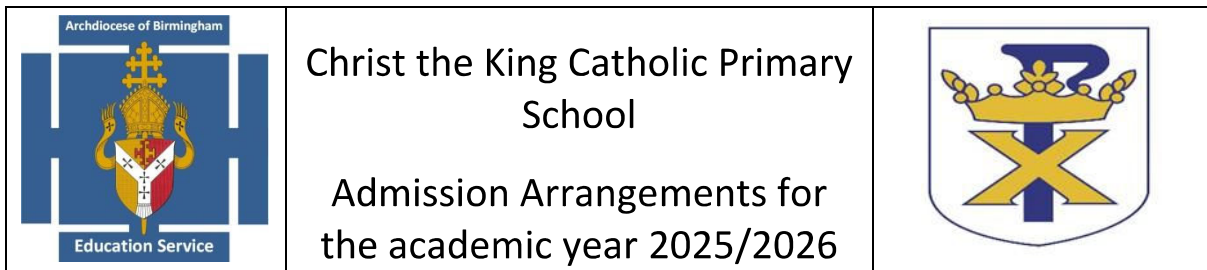 Archdiocese of Birmingham
Education Service
Christ the King Catholic Primary
School
Admission Arrangements for
the academic year 2025/2026